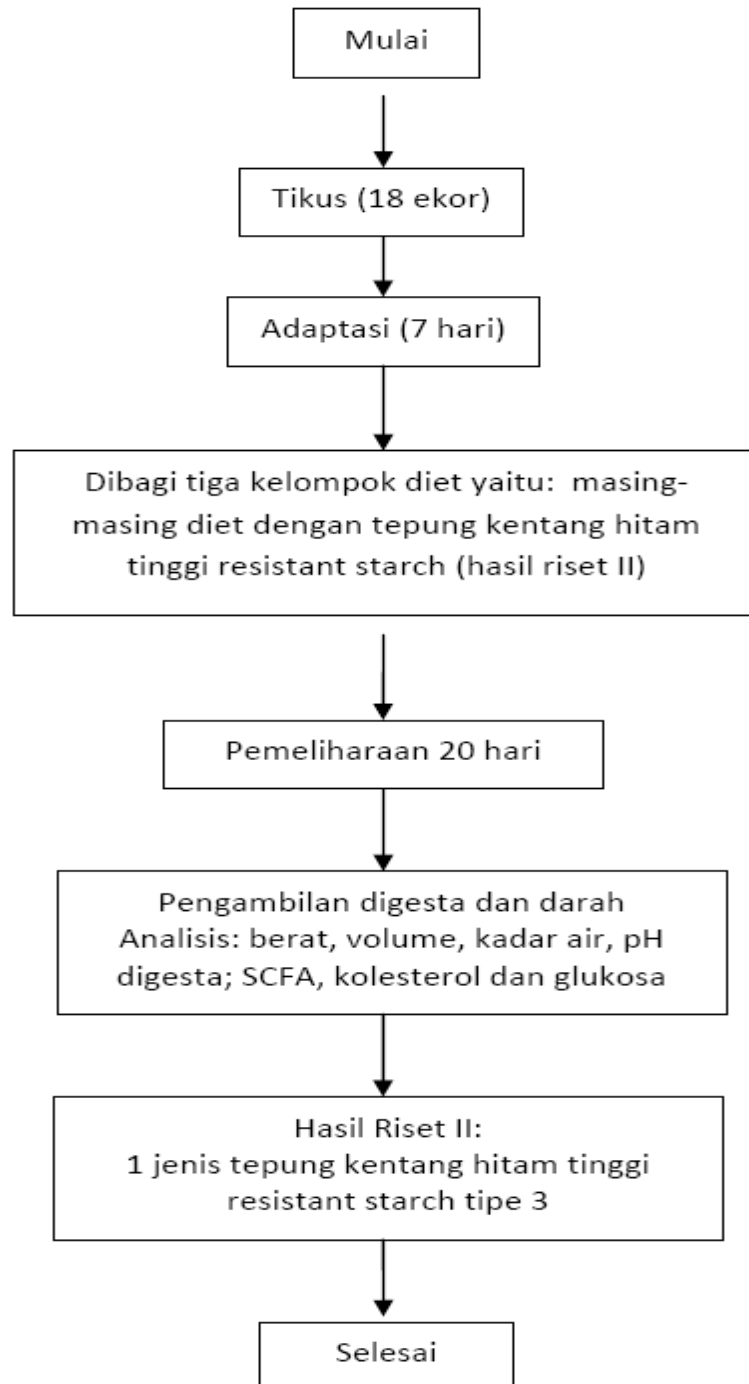 Mulai
Tikus (18 ekor)
Adaptasi (7 hari)
Dibagi tiga kelompok diet yaitu: masing-
masing diet dengan tepung kentang hitam
tinggi resistant starch (hasil riset II)
Pemeliharaan 20 hari
Pengambilan digesta dan darah
Analisis: berat, volume, kadar air, pH
digesta; SCFA, kolesterol dan glukosa
Hasil Riset II:
1 jenis tepung kentang hitam tinggi
resistant starch tipe 3
Selesai